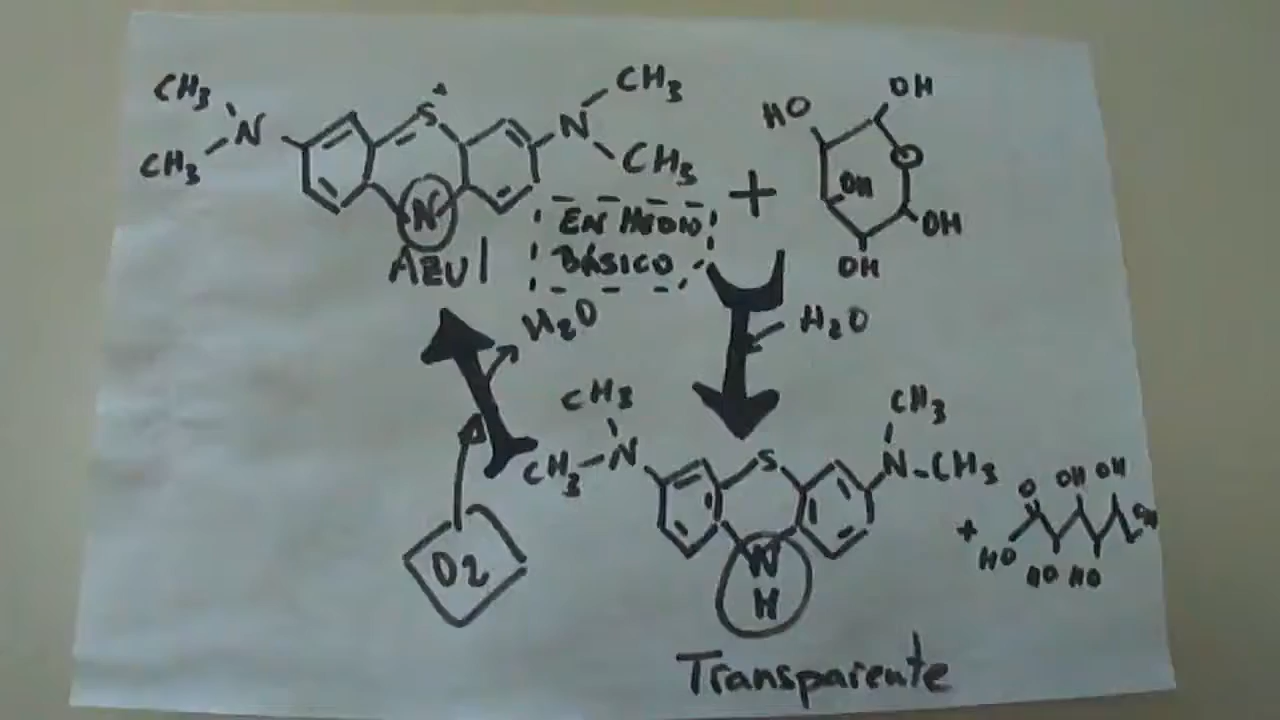 CH3
CH3
N
S+
N
N
CH3
CH3
AZUl
EN MEDIO
BÁSICO
+
HO
OH
OH
OH
OH
H2O
H2O
O2
CH3
CH3-N
S
N
H
CH3
N-CH3
+
O
OH OH
OH
HO
HO HO
Transparente